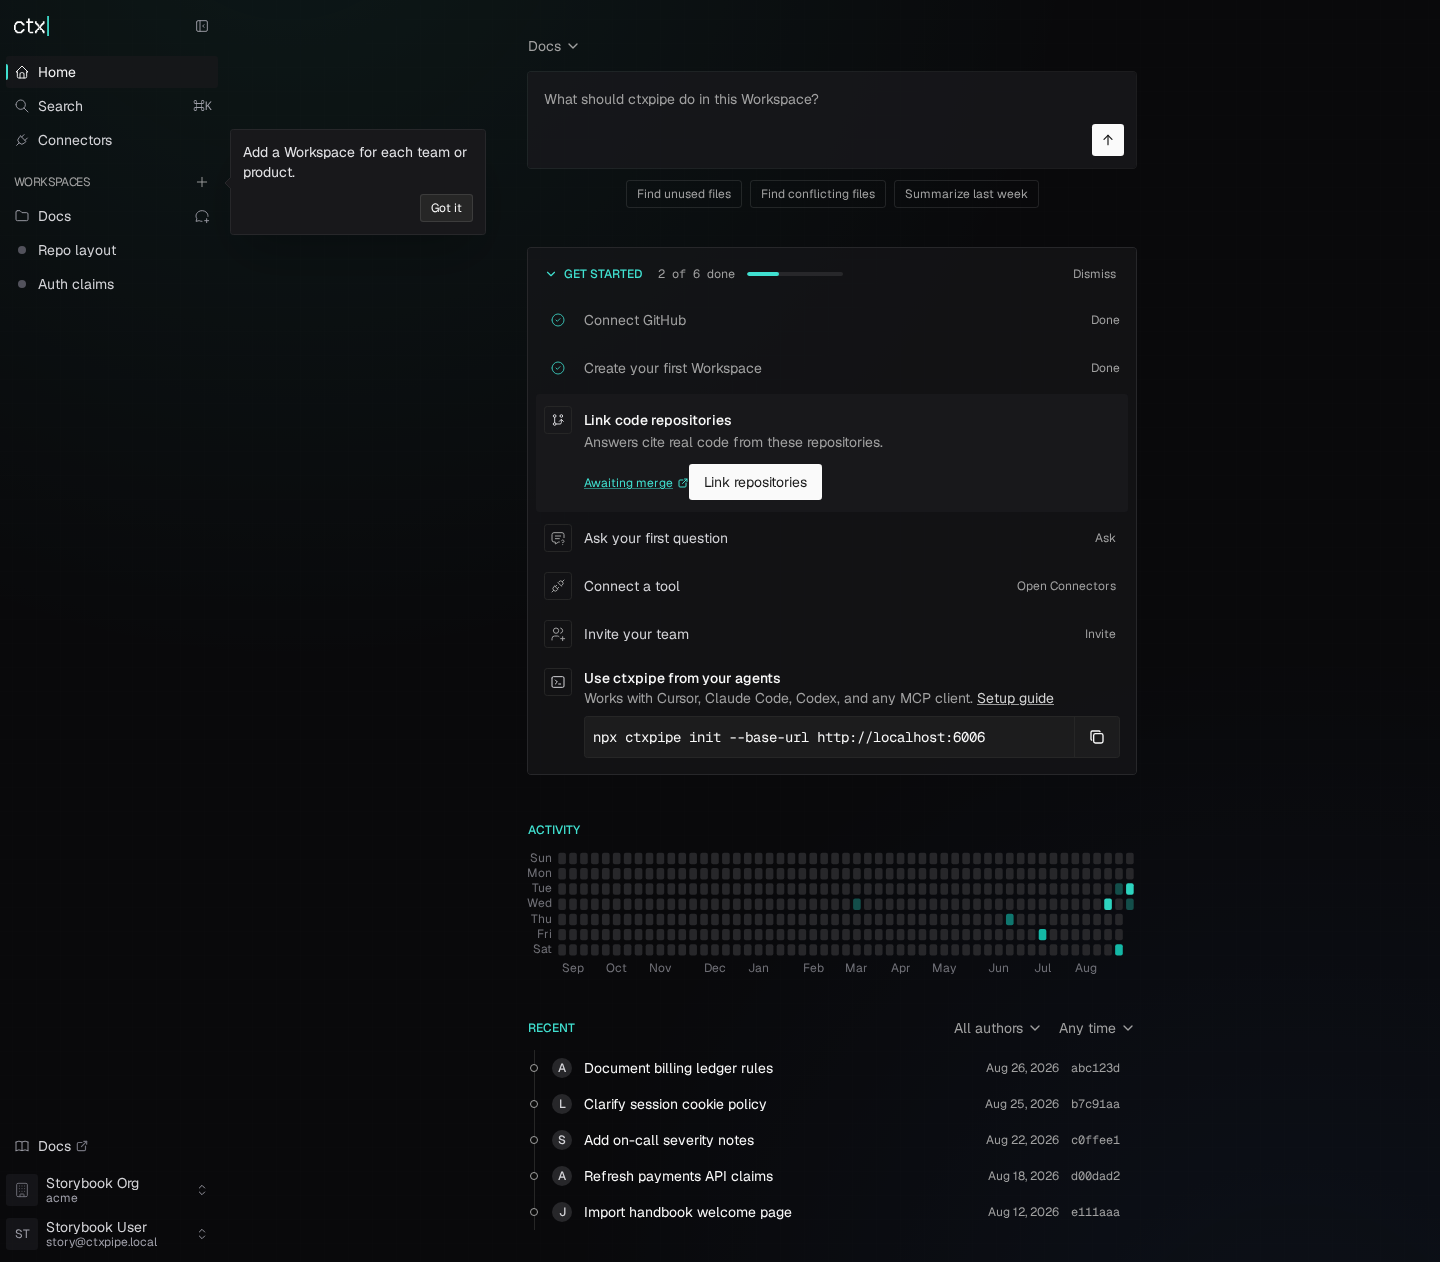 ctx
Home
Search ⌘K
Connectors
WORKSPACES
Docs
Repo layout
Auth claims
Add a Workspace for each team or
product.
Got it
Docs
What should ctxpipe do in this Workspace?
Find unused files
Find conflicting files
Summarize last week
GET STARTED 2 of 6 done Dismiss
Connect GitHub Done
Create your first Workspace Done
Link code repositories
Answers cite real code from these repositories.
Awaiting merge Link repositories
Ask your first question Ask
Connect a tool Open Connectors
Invite your team Invite
Use ctxpipe from your agents
Works with Cursor, Claude Code, Codex, and any MCP client. Setup guide
npx ctxpipe init --base-url http://localhost:6006
ACTIVITY
Sun
Mon
Tue
Wed
Thu
Fri
Sat
Sep Oct Nov Dec Jan Feb Mar Apr May Jun Jul Aug
RECENT All authors Any time
A Document billing ledger rules Aug 26, 2026 abc123d
L Clarify session cookie policy Aug 25, 2026 b7c91aa
S Add on-call severity notes Aug 22, 2026 c0ffee1
A Refresh payments API claims Aug 18, 2026 d00dad2
J Import handbook welcome page Aug 12, 2026 e111aaa
Docs
Storybook Org
acme
ST Storybook User
story@ctxpipe.local